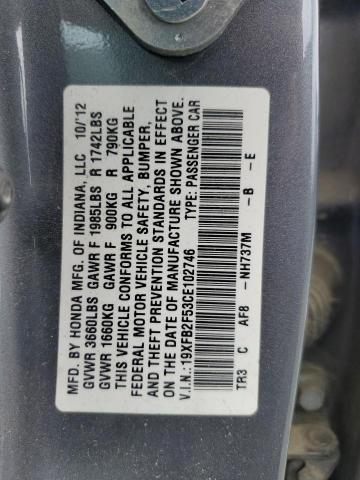 MFD. BY HONDA MFG. OF INDIANA, LLC 10/'12
GVWR 3660LBS GAWR F 1985LBS R 1742LBS
GVWR 1660KG GAWR F 900KG R 790KG
THIS VEHICLE CONFORMS TO ALL APPLICABLE
FEDERAL MOTOR VEHICLE SAFETY, BUMPER,
AND THEFT PREVENTION STANDARDS IN EFFECT
ON THE DATE OF MANUFACTURE SHOWN ABOVE.
V.I.N.:19XFB2F53CE102746 TYPE: PASSENGER CAR
TR3 C AF8 -NH737M -B -E